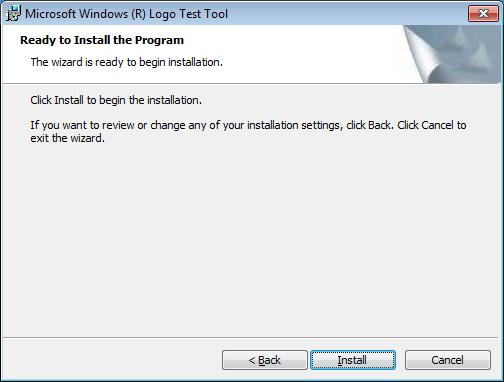 Microsoft Windows (R) Logo Test Tool
Ready to Install the Program
The wizard is ready to begin installation.
Click Install to begin the installation.
If you want to review or change any of your installation settings, click Back. Click Cancel to
exit the wizard.
< Back
Install
Cancel